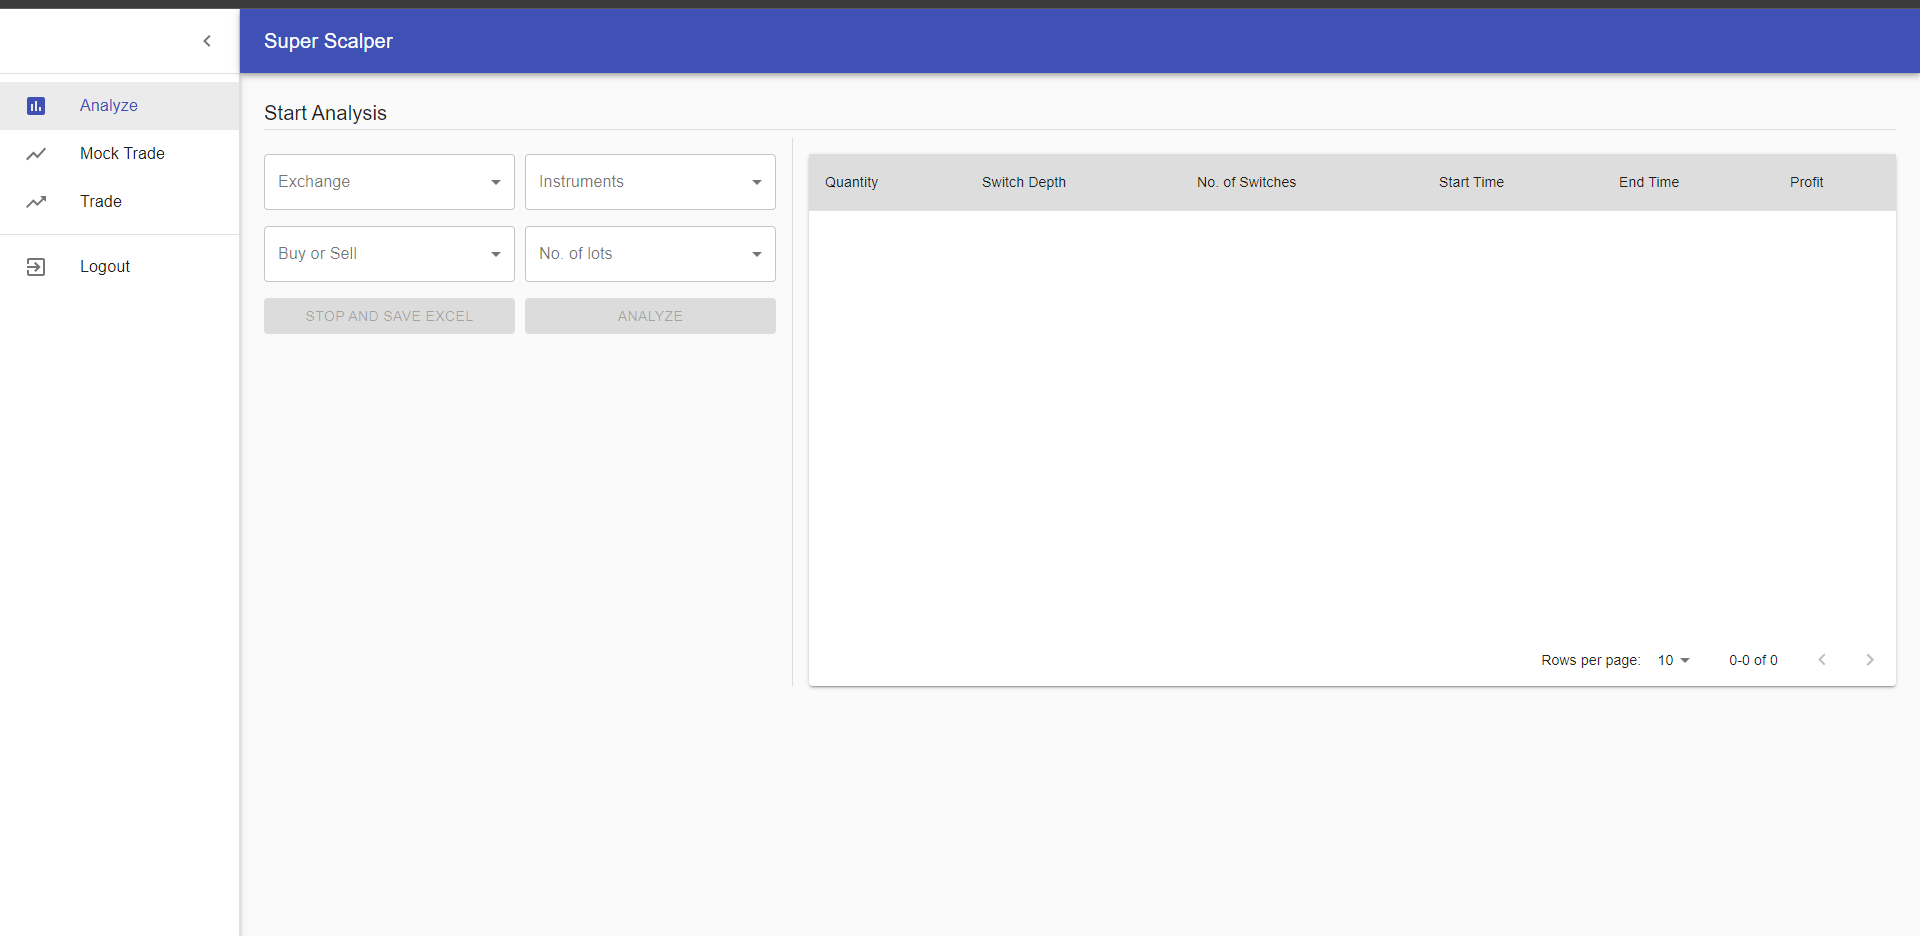 Super Scalper
Analyze
Mock Trade
Trade
Logout
Start Analysis
Exchange
Instruments
Buy or Sell
No. of lots
STOP AND SAVE EXCEL
ANALYZE
Quantity Switch Depth No. of Switches Start Time End Time Profit
Rows per page: 10 0-0 of 0